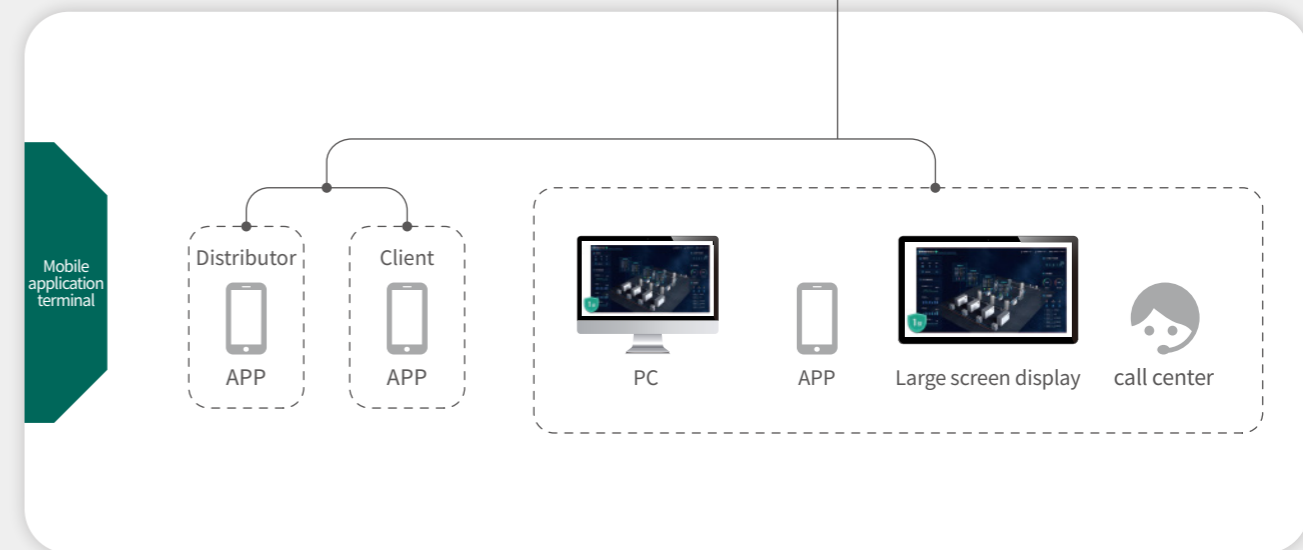 Mobile
application
terminal
Distributor
APP
Client
APP
PC
APP
Large screen display
call center